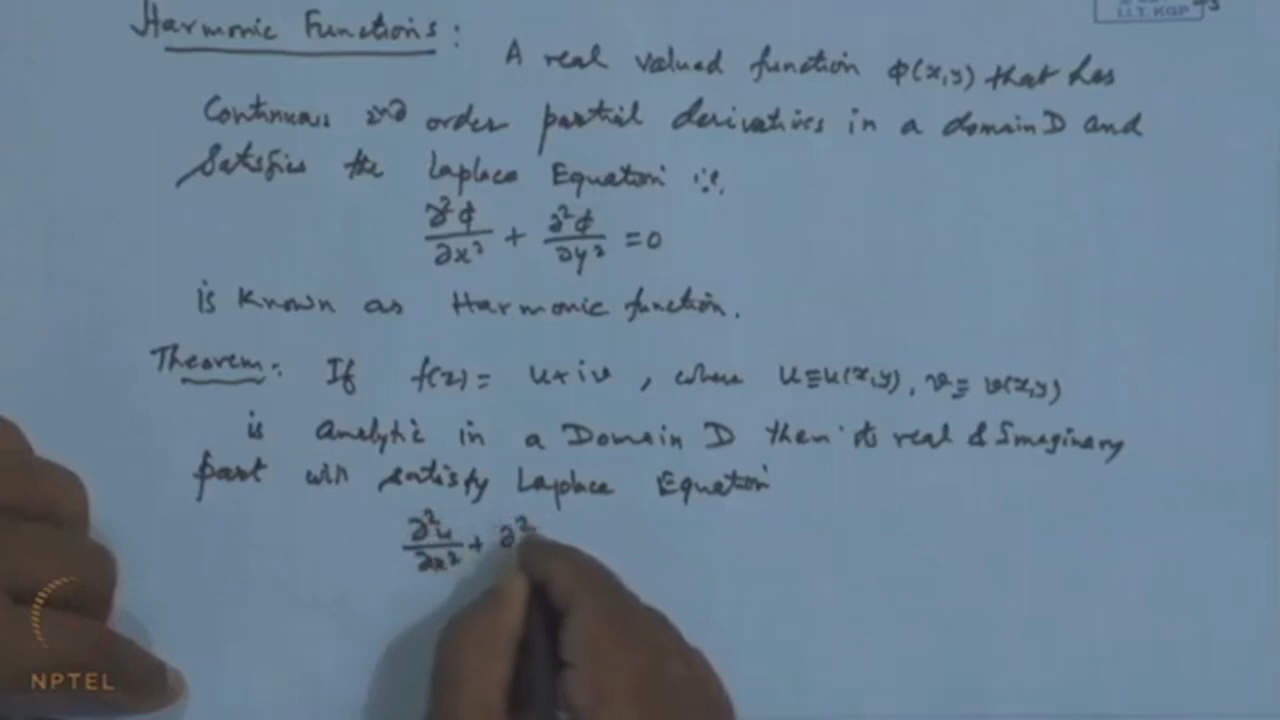 I.I.T. KGP
Harmonic Functions :
A real valued function φ(x,y) that has
Continuous 2nd order partial derivatives in a domain D and
Satisfies the Laplace Equation i.e.
∂²φ/∂x² + ∂²φ/∂y² = 0
is known as Harmonic function.
Theorem: If f(z) = u+iv, where u≡u(x,y), v≡v(x,y)
is analytic in a Domain D then its real & Imaginary
part will satisfy Laplace Equation
∂²u/∂x² + ∂²
NPTEL